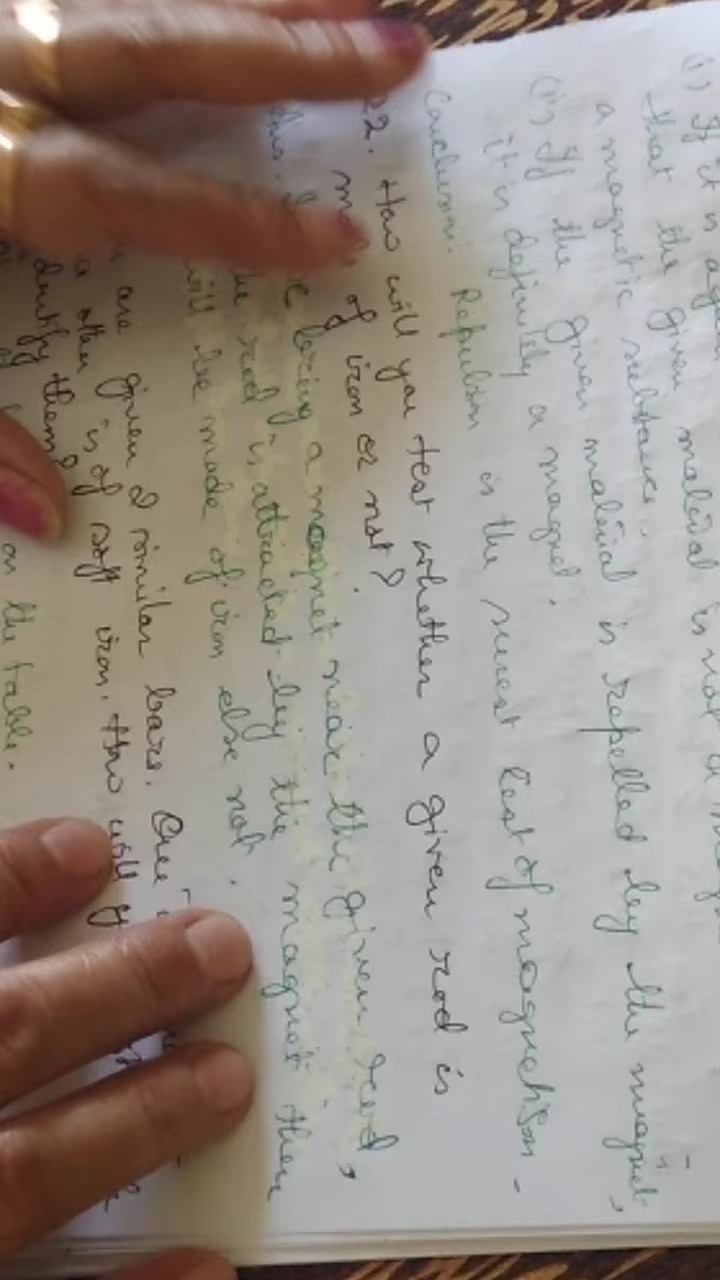 (i) If it is
that the given material is not a
a magnetic substance.
(ii) If the given material is repelled by the magnet,
it is definitely a magnet.
Conclusion: Repulsion is the surest test of magnetism -
2. How will you test whether a given rod is
of iron or not?
bring a magnet near the given rod,
the rod is attracted by the magnet then
will be made of iron else not.
are given 2 similar bars. One
other is of soft iron. How will
identify them?
on the table.